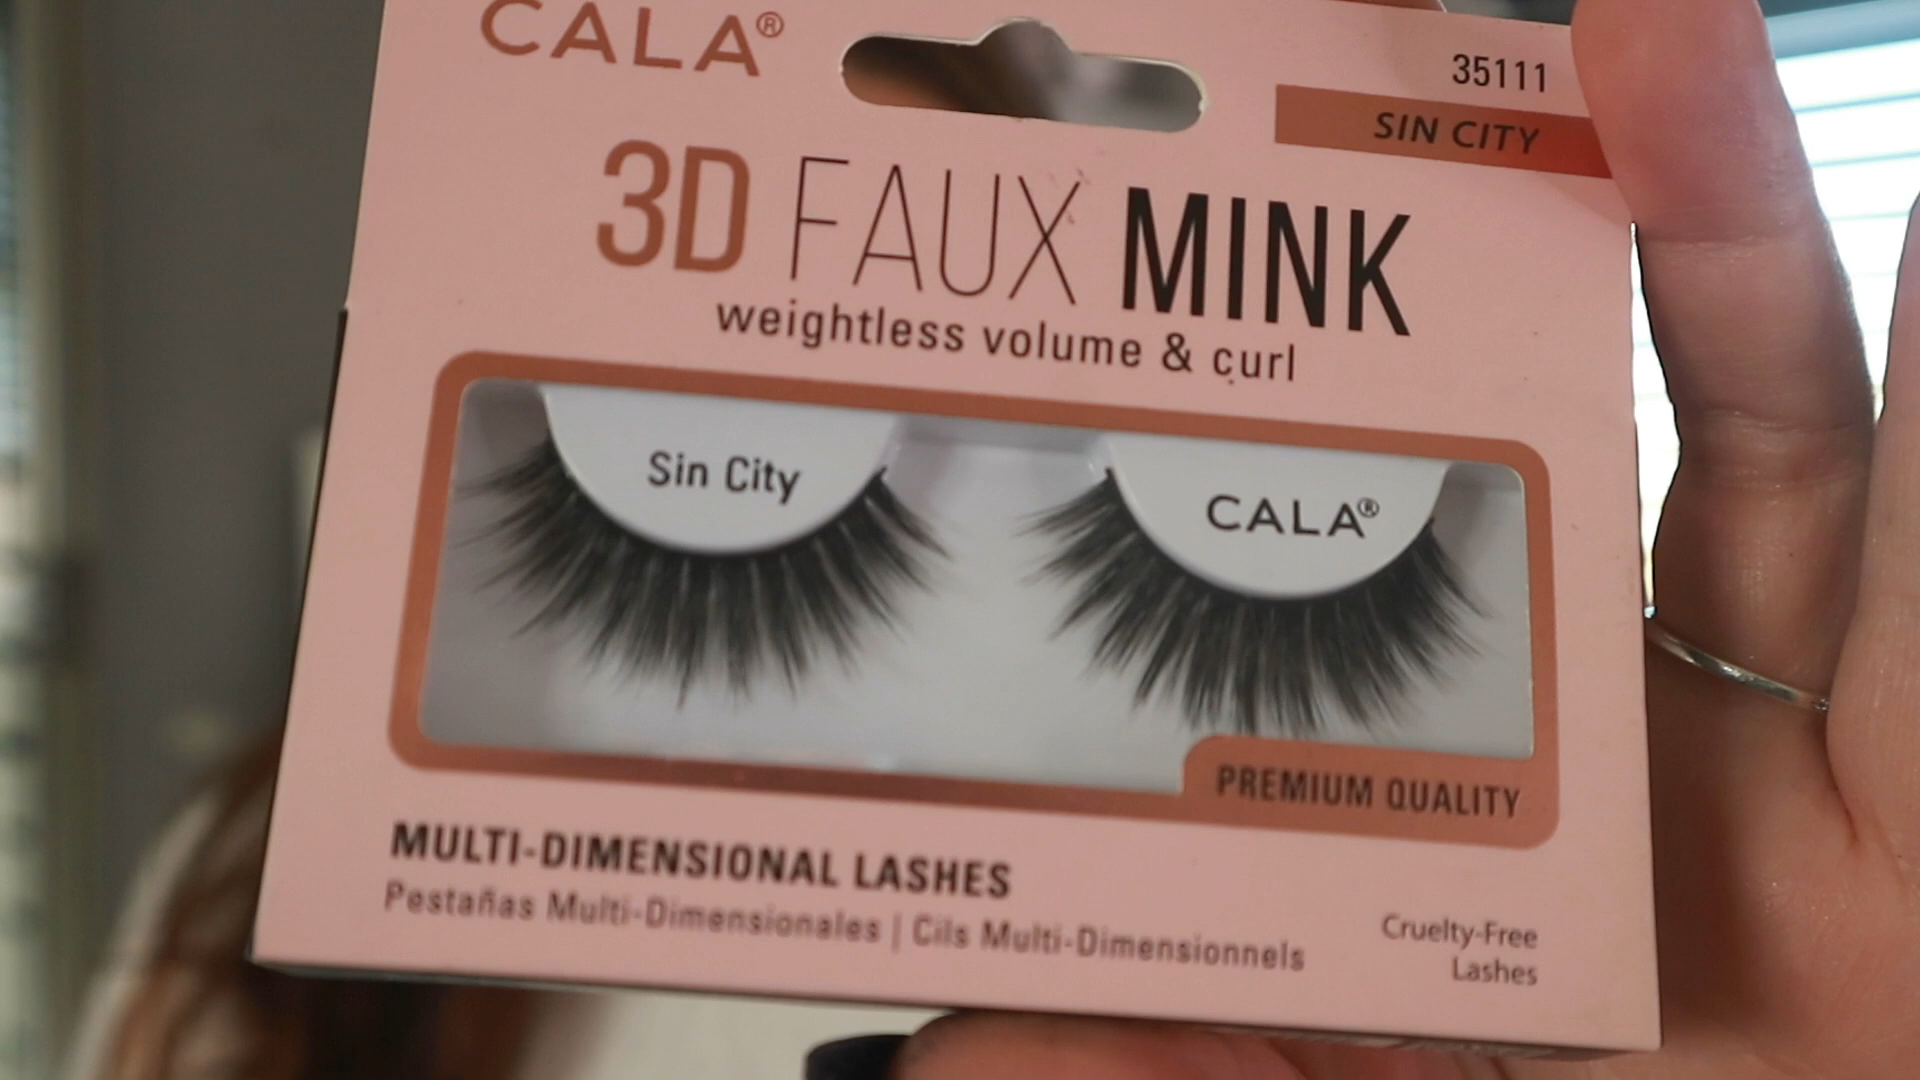 CALA®
35111
SIN CITY
3D FAUX MINK
weightless volume & curl
Sin City
CALA®
PREMIUM QUALITY
MULTI-DIMENSIONAL LASHES
Pestañas Multi-Dimensionales | Cils Multi-Dimensionnels
Cruelty-Free
Lashes